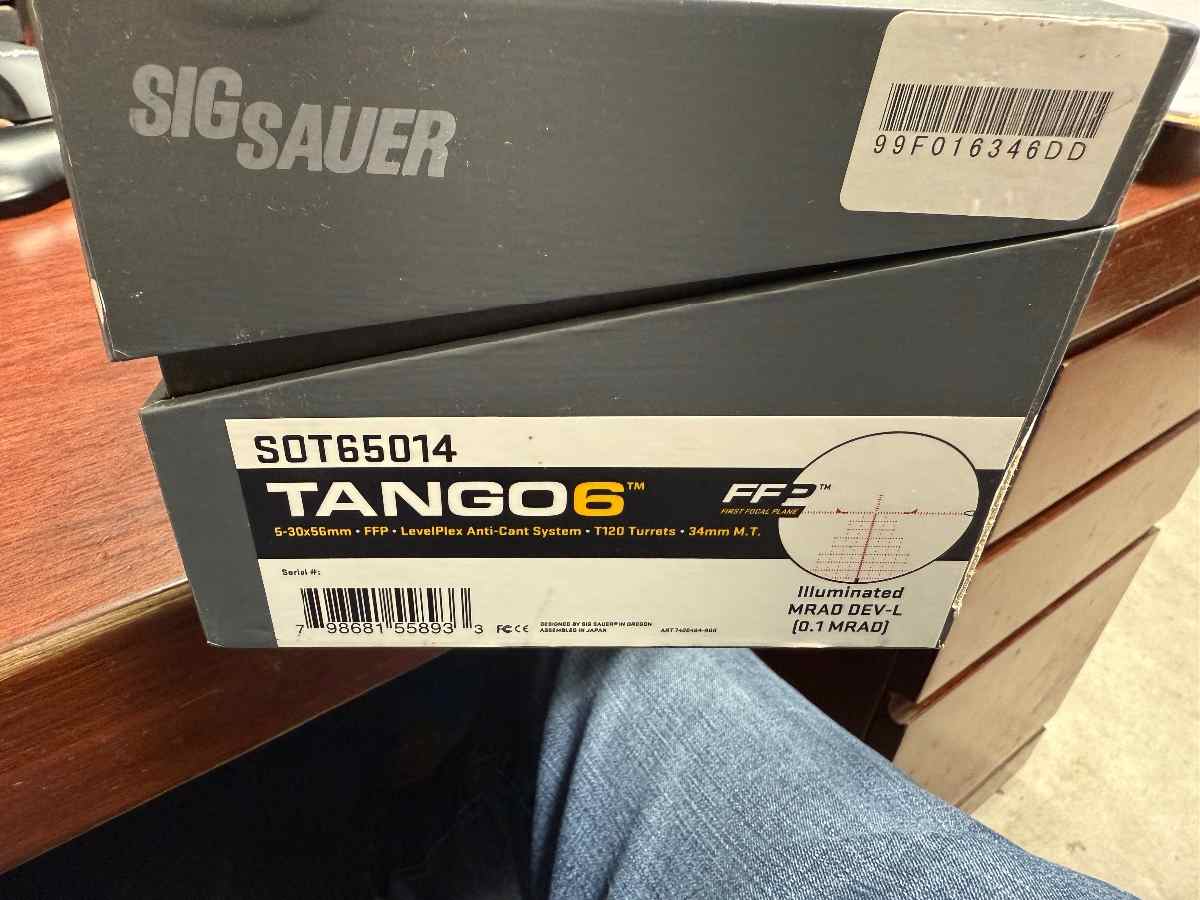 SIG SAUER
99F016346DD
SOT65014
TANGO6™
5-30x56mm • FFP • LevelPlex Anti-Cant System • T120 Turrets • 34mm M.T.
FFP™
FIRST FOCAL PLANE
Serial #:
7 98681 55893 3
FC CE
DESIGNED BY SIG SAUER® IN OREGON
ASSEMBLED IN JAPAN
Illuminated
MRAD DEV-L
(0.1 MRAD)